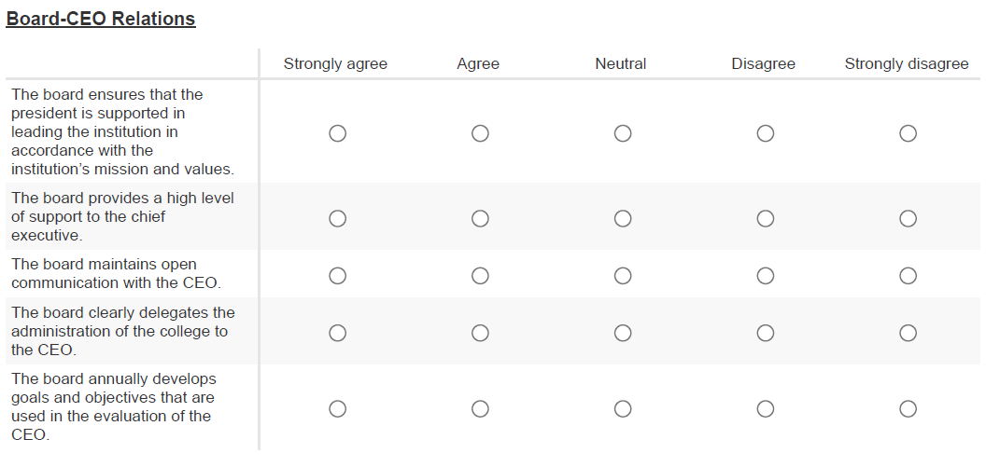 Board-CEO Relations
Strongly agree Agree Neutral Disagree Strongly disagree
The board ensures that the
president is supported in
leading the institution in
accordance with the
institution’s mission and values.
The board provides a high level
of support to the chief
executive.
The board maintains open
communication with the CEO.
The board clearly delegates the
administration of the college to
the CEO.
The board annually develops
goals and objectives that are
used in the evaluation of the
CEO.